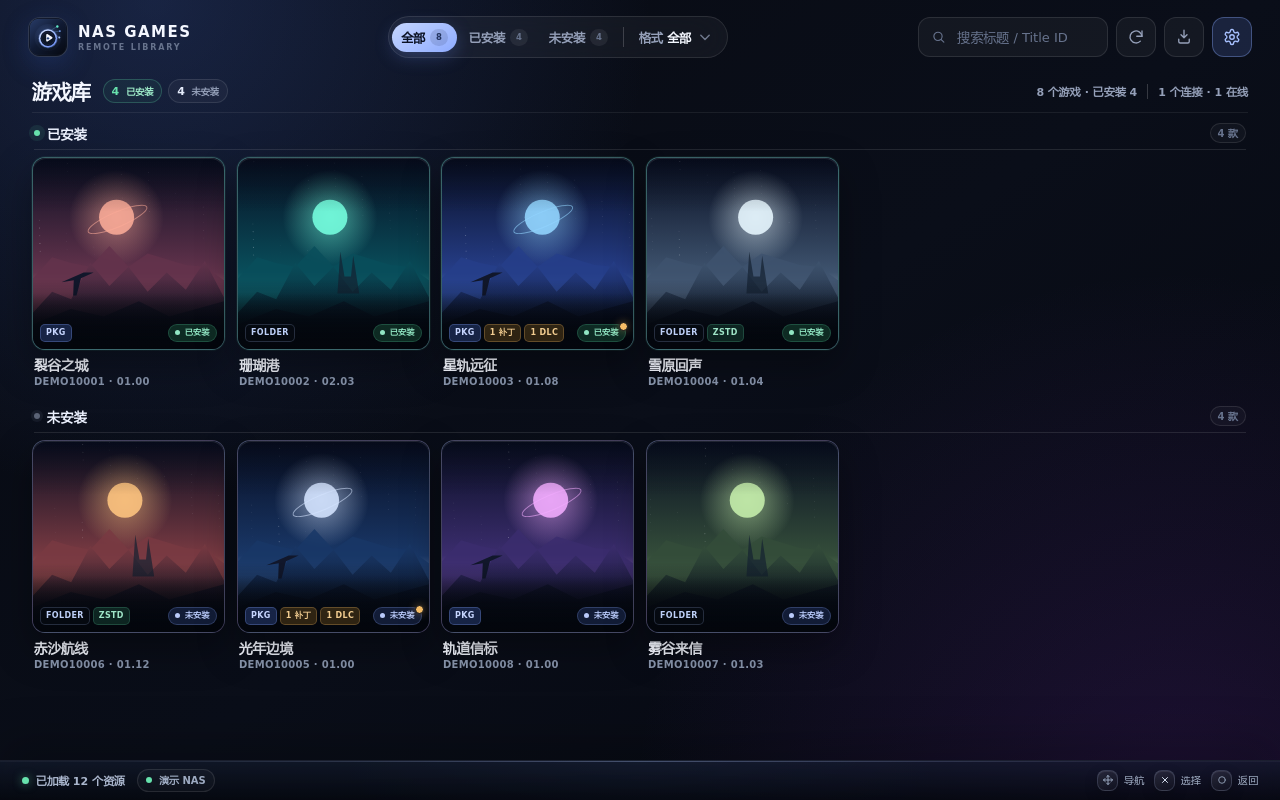 NAS GAMES
REMOTE LIBRARY
全部 8 已安装 4 未安装 4 格式 全部
搜索标题 / Title ID
游戏库 4 已安装 4 未安装
8 个游戏 · 已安装 4 1 个连接 · 1 在线
已安装 4 款
PKG 已安装
裂谷之城
DEMO10001 · 01.00
FOLDER 已安装
珊瑚港
DEMO10002 · 02.03
PKG 1 补丁 1 DLC 已安装
星轨远征
DEMO10003 · 01.08
FOLDER ZSTD 已安装
雪原回声
DEMO10004 · 01.04
未安装 4 款
FOLDER ZSTD 未安装
赤沙航线
DEMO10006 · 01.12
PKG 1 补丁 1 DLC 未安装
光年边境
DEMO10005 · 01.00
PKG 未安装
轨道信标
DEMO10008 · 01.00
FOLDER 未安装
雾谷来信
DEMO10007 · 01.03
已加载 12 个资源 演示 NAS
导航 选择 返回